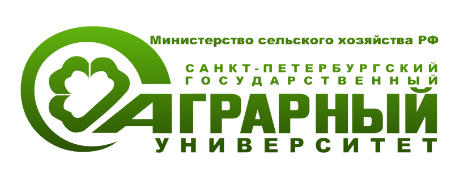 Министерство сельского хозяйства РФ
САНКТ-ПЕТЕРБУРГСКИЙ
ГОСУДАРСТВЕННЫЙ
АГРАРНЫЙ
УНИВЕРСИТЕТ